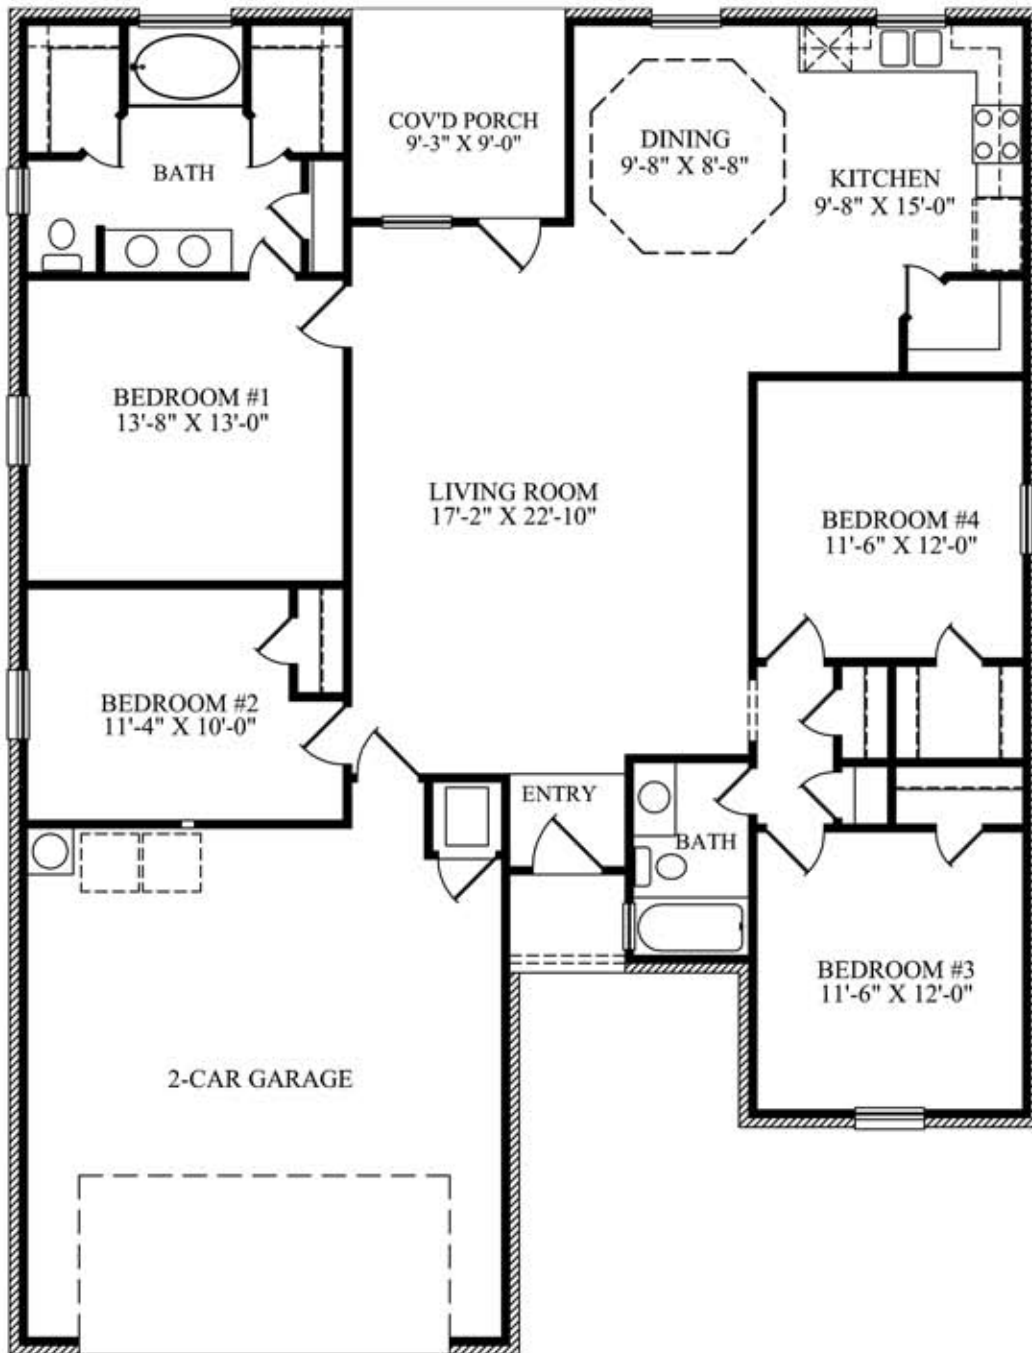 COV'D PORCH
9'-3" X 9'-0"
DINING
9'-8" X 8'-8"
BATH
KITCHEN
9'-8" X 15'-0"
BEDROOM #1
13'-8" X 13'-0"
LIVING ROOM
17'-2" X 22'-10"
BEDROOM #4
11'-6" X 12'-0"
BEDROOM #2
11'-4" X 10'-0"
ENTRY
BATH
BEDROOM #3
11'-6" X 12'-0"
2-CAR GARAGE